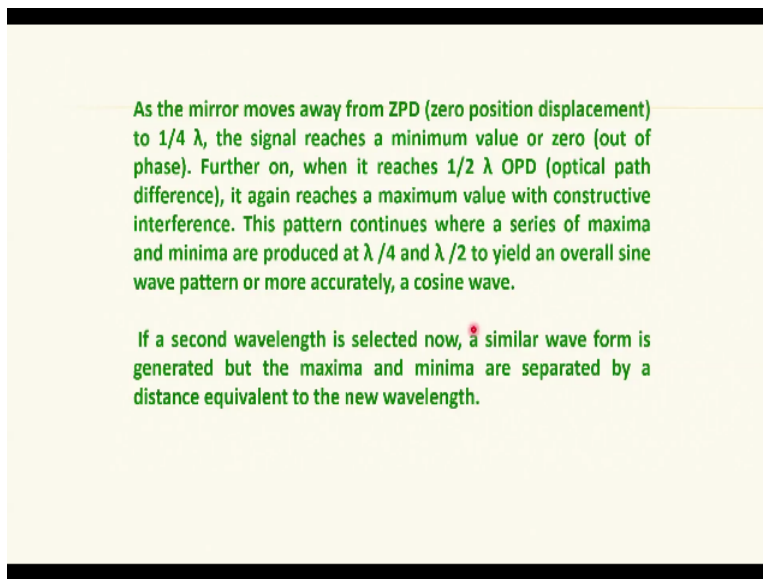 As the mirror moves away from ZPD (zero position displacement)
to 1/4 λ, the signal reaches a minimum value or zero (out of
phase). Further on, when it reaches 1/2 λ OPD (optical path
difference), it again reaches a maximum value with constructive
interference. This pattern continues where a series of maxima
and minima are produced at λ /4 and λ /2 to yield an overall sine
wave pattern or more accurately, a cosine wave.
If a second wavelength is selected now, a similar wave form is
generated but the maxima and minima are separated by a
distance equivalent to the new wavelength.